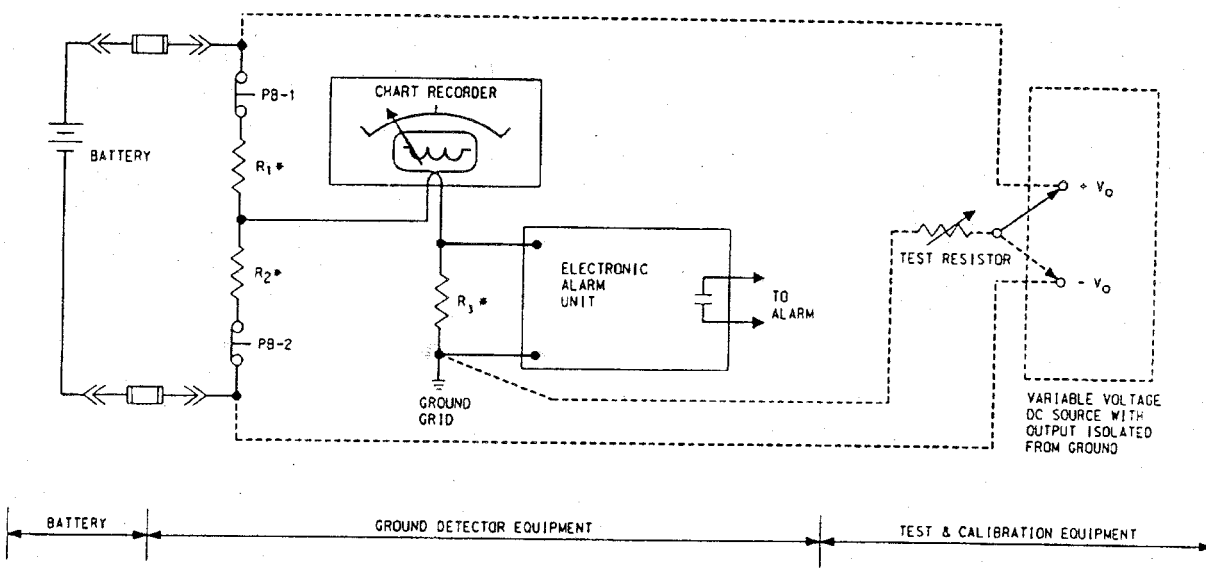 PB-1
CHART RECORDER
BATTERY
R1*
+ Vo
TEST RESISTOR
R2*
ELECTRONIC
ALARM
UNIT
R3*
TO
ALARM
- Vo
PB-2
GROUND
GRID
VARIABLE VOLTAGE
DC SOURCE WITH
OUTPUT ISOLATED
FROM GROUND
BATTERY
GROUND DETECTOR EQUIPMENT
TEST & CALIBRATION EQUIPMENT